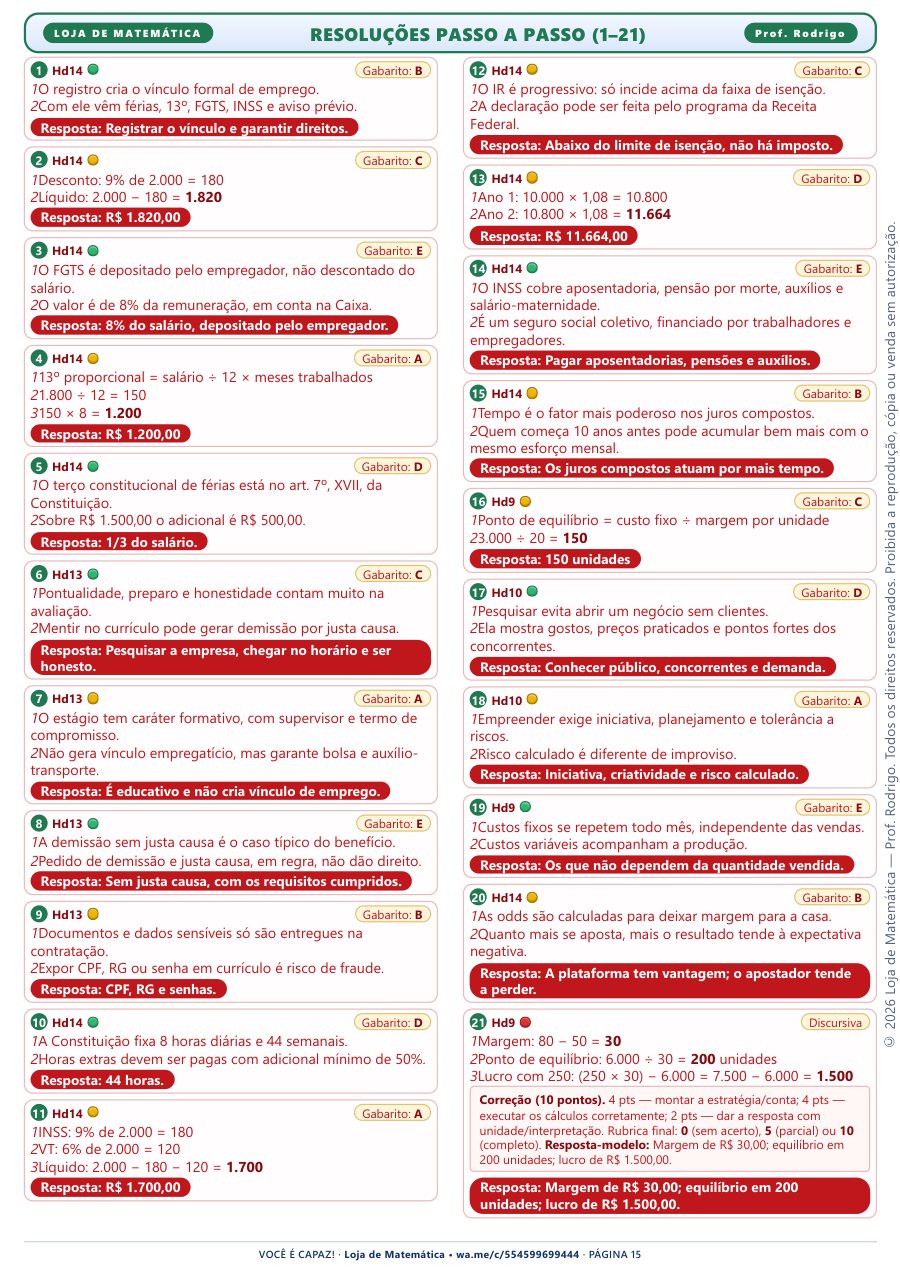 LOJA DE MATEMÁTICA
RESOLUÇÕES PASSO A PASSO (1–21)
Prof. Rodrigo
1 Hd14 Gabarito: B
1O registro cria o vínculo formal de emprego.
2Com ele vêm férias, 13º, FGTS, INSS e aviso prévio.
Resposta: Registrar o vínculo e garantir direitos.
2 Hd14 Gabarito: C
1Desconto: 9% de 2.000 = 180
2Líquido: 2.000 − 180 = 1.820
Resposta: R$ 1.820,00
3 Hd14 Gabarito: E
1O FGTS é depositado pelo empregador, não descontado do
salário.
2O valor é de 8% da remuneração, em conta na Caixa.
Resposta: 8% do salário, depositado pelo empregador.
4 Hd14 Gabarito: A
113º proporcional = salário ÷ 12 × meses trabalhados
21.800 ÷ 12 = 150
3150 × 8 = 1.200
Resposta: R$ 1.200,00
5 Hd14 Gabarito: D
1O terço constitucional de férias está no art. 7º, XVII, da
Constituição.
2Sobre R$ 1.500,00 o adicional é R$ 500,00.
Resposta: 1/3 do salário.
6 Hd13 Gabarito: C
1Pontualidade, preparo e honestidade contam muito na
avaliação.
2Mentir no currículo pode gerar demissão por justa causa.
Resposta: Pesquisar a empresa, chegar no horário e ser
honesto.
7 Hd13 Gabarito: A
1O estágio tem caráter formativo, com supervisor e termo de
compromisso.
2Não gera vínculo empregatício, mas garante bolsa e auxílio-
transporte.
Resposta: É educativo e não cria vínculo de emprego.
8 Hd13 Gabarito: E
1A demissão sem justa causa é o caso típico do benefício.
2Pedido de demissão e justa causa, em regra, não dão direito.
Resposta: Sem justa causa, com os requisitos cumpridos.
9 Hd13 Gabarito: B
1Documentos e dados sensíveis só são entregues na
contratação.
2Expor CPF, RG ou senha em currículo é risco de fraude.
Resposta: CPF, RG e senhas.
10 Hd14 Gabarito: D
1A Constituição fixa 8 horas diárias e 44 semanais.
2Horas extras devem ser pagas com adicional mínimo de 50%.
Resposta: 44 horas.
11 Hd14 Gabarito: A
1INSS: 9% de 2.000 = 180
2VT: 6% de 2.000 = 120
3Líquido: 2.000 − 180 − 120 = 1.700
Resposta: R$ 1.700,00
12 Hd14 Gabarito: C
1O IR é progressivo: só incide acima da faixa de isenção.
2A declaração pode ser feita pelo programa da Receita
Federal.
Resposta: Abaixo do limite de isenção, não há imposto.
13 Hd14 Gabarito: D
1Ano 1: 10.000 × 1,08 = 10.800
2Ano 2: 10.800 × 1,08 = 11.664
Resposta: R$ 11.664,00
14 Hd14 Gabarito: E
1O INSS cobre aposentadoria, pensão por morte, auxílios e
salário-maternidade.
2É um seguro social coletivo, financiado por trabalhadores e
empregadores.
Resposta: Pagar aposentadorias, pensões e auxílios.
15 Hd14 Gabarito: B
1Tempo é o fator mais poderoso nos juros compostos.
2Quem começa 10 anos antes pode acumular bem mais com o
mesmo esforço mensal.
Resposta: Os juros compostos atuam por mais tempo.
16 Hd9 Gabarito: C
1Ponto de equilíbrio = custo fixo ÷ margem por unidade
23.000 ÷ 20 = 150
Resposta: 150 unidades
17 Hd10 Gabarito: D
1Pesquisar evita abrir um negócio sem clientes.
2Ela mostra gostos, preços praticados e pontos fortes dos
concorrentes.
Resposta: Conhecer público, concorrentes e demanda.
18 Hd10 Gabarito: A
1Empreender exige iniciativa, planejamento e tolerância a
riscos.
2Risco calculado é diferente de improviso.
Resposta: Iniciativa, criatividade e risco calculado.
19 Hd9 Gabarito: E
1Custos fixos se repetem todo mês, independente das vendas.
2Custos variáveis acompanham a produção.
Resposta: Os que não dependem da quantidade vendida.
20 Hd14 Gabarito: B
1As odds são calculadas para deixar margem para a casa.
2Quanto mais se aposta, mais o resultado tende à expectativa
negativa.
Resposta: A plataforma tem vantagem; o apostador tende
a perder.
21 Hd9 Discursiva
1Margem: 80 − 50 = 30
2Ponto de equilíbrio: 6.000 ÷ 30 = 200 unidades
3Lucro com 250: (250 × 30) − 6.000 = 7.500 − 6.000 = 1.500
Correção (10 pontos). 4 pts — montar a estratégia/conta; 4 pts —
executar os cálculos corretamente; 2 pts — dar a resposta com
unidade/interpretação. Rubrica final: 0 (sem acerto), 5 (parcial) ou 10
(completo). Resposta-modelo: Margem de R$ 30,00; equilíbrio em
200 unidades; lucro de R$ 1.500,00.
Resposta: Margem de R$ 30,00; equilíbrio em 200
unidades; lucro de R$ 1.500,00.
© 2026 Loja de Matemática — Prof. Rodrigo. Todos os direitos reservados. Proibida a reprodução, cópia ou venda sem autorização.
VOCÊ É CAPAZ! · Loja de Matemática • wa.me/c/554599699444 · PÁGINA 15